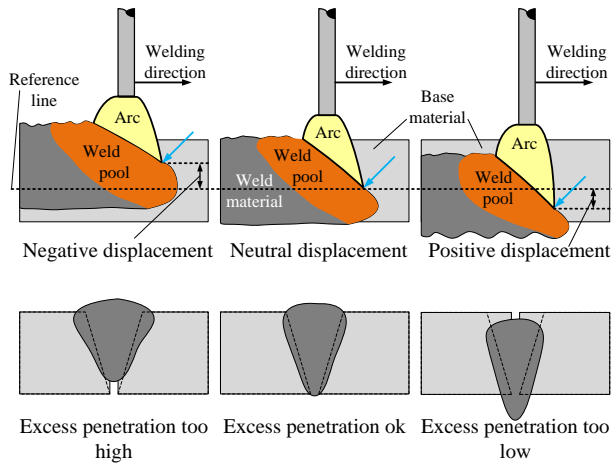 Welding
direction
Welding
direction
Welding
direction
Reference
line
Base
material
Arc
Arc
Arc
Weld
pool
Weld
pool
Weld
pool
Weld
material
Negative displacement
Neutral displacement
Positive displacement
Excess penetration too
high
Excess penetration ok
Excess penetration too
low